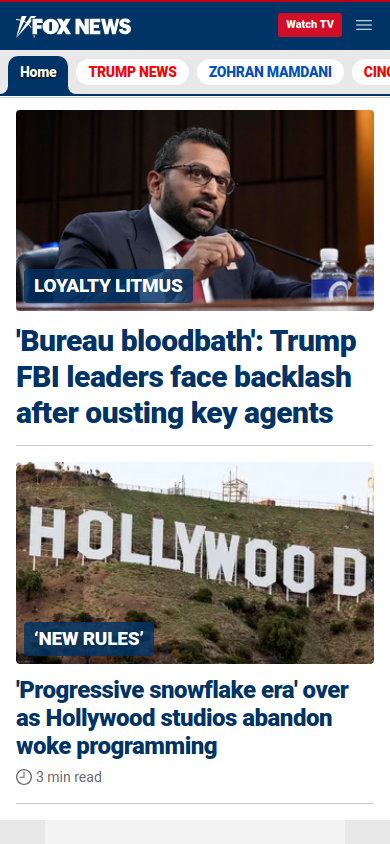 FOX NEWS
Watch TV
Home
TRUMP NEWS
ZOHRAN MAMDANI
CINC
LOYALTY LITMUS
'Bureau bloodbath': Trump
FBI leaders face backlash
after ousting key agents
HOLLYWOOD
‘NEW RULES’
'Progressive snowflake era' over
as Hollywood studios abandon
woke programming
3 min read